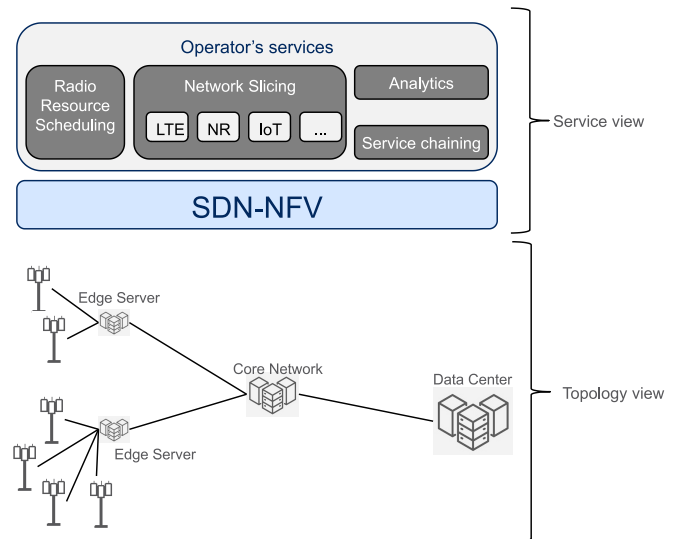 Operator's services
Radio
Resource
Scheduling
Network Slicing
LTE
NR
IoT
...
Analytics
Service chaining
Service view
SDN-NFV
Edge Server
Core Network
Data Center
Topology view
Edge Server